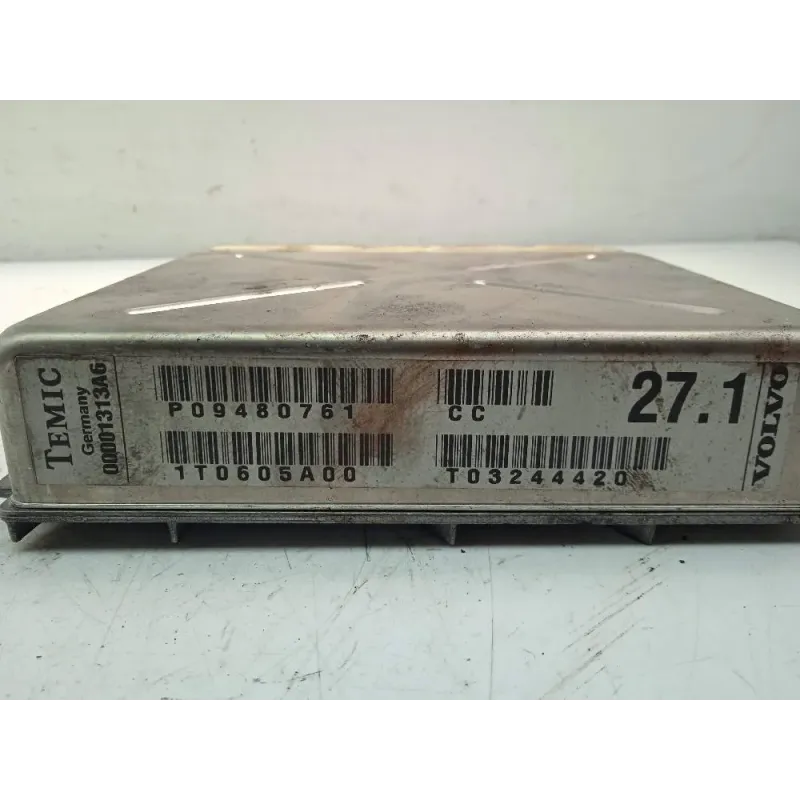 TEMIC
Germany
00001313A6
P09480761
CC
27.1
1T0605A00
T03244420
VOLVO